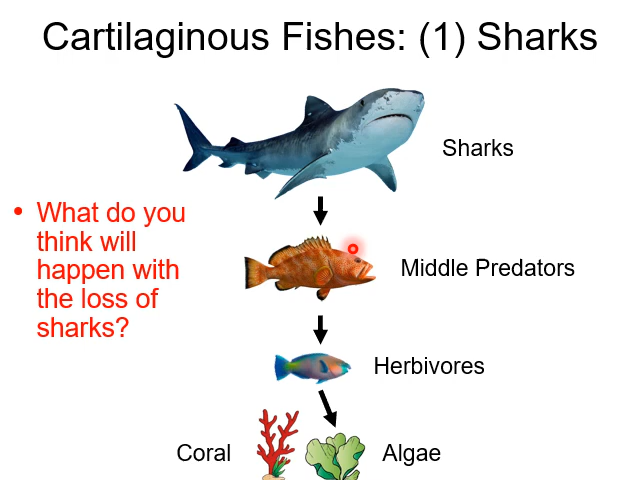 Cartilaginous Fishes: (1) Sharks
Sharks
• What do you
think will
happen with
the loss of
sharks?
Middle Predators
Herbivores
Coral
Algae